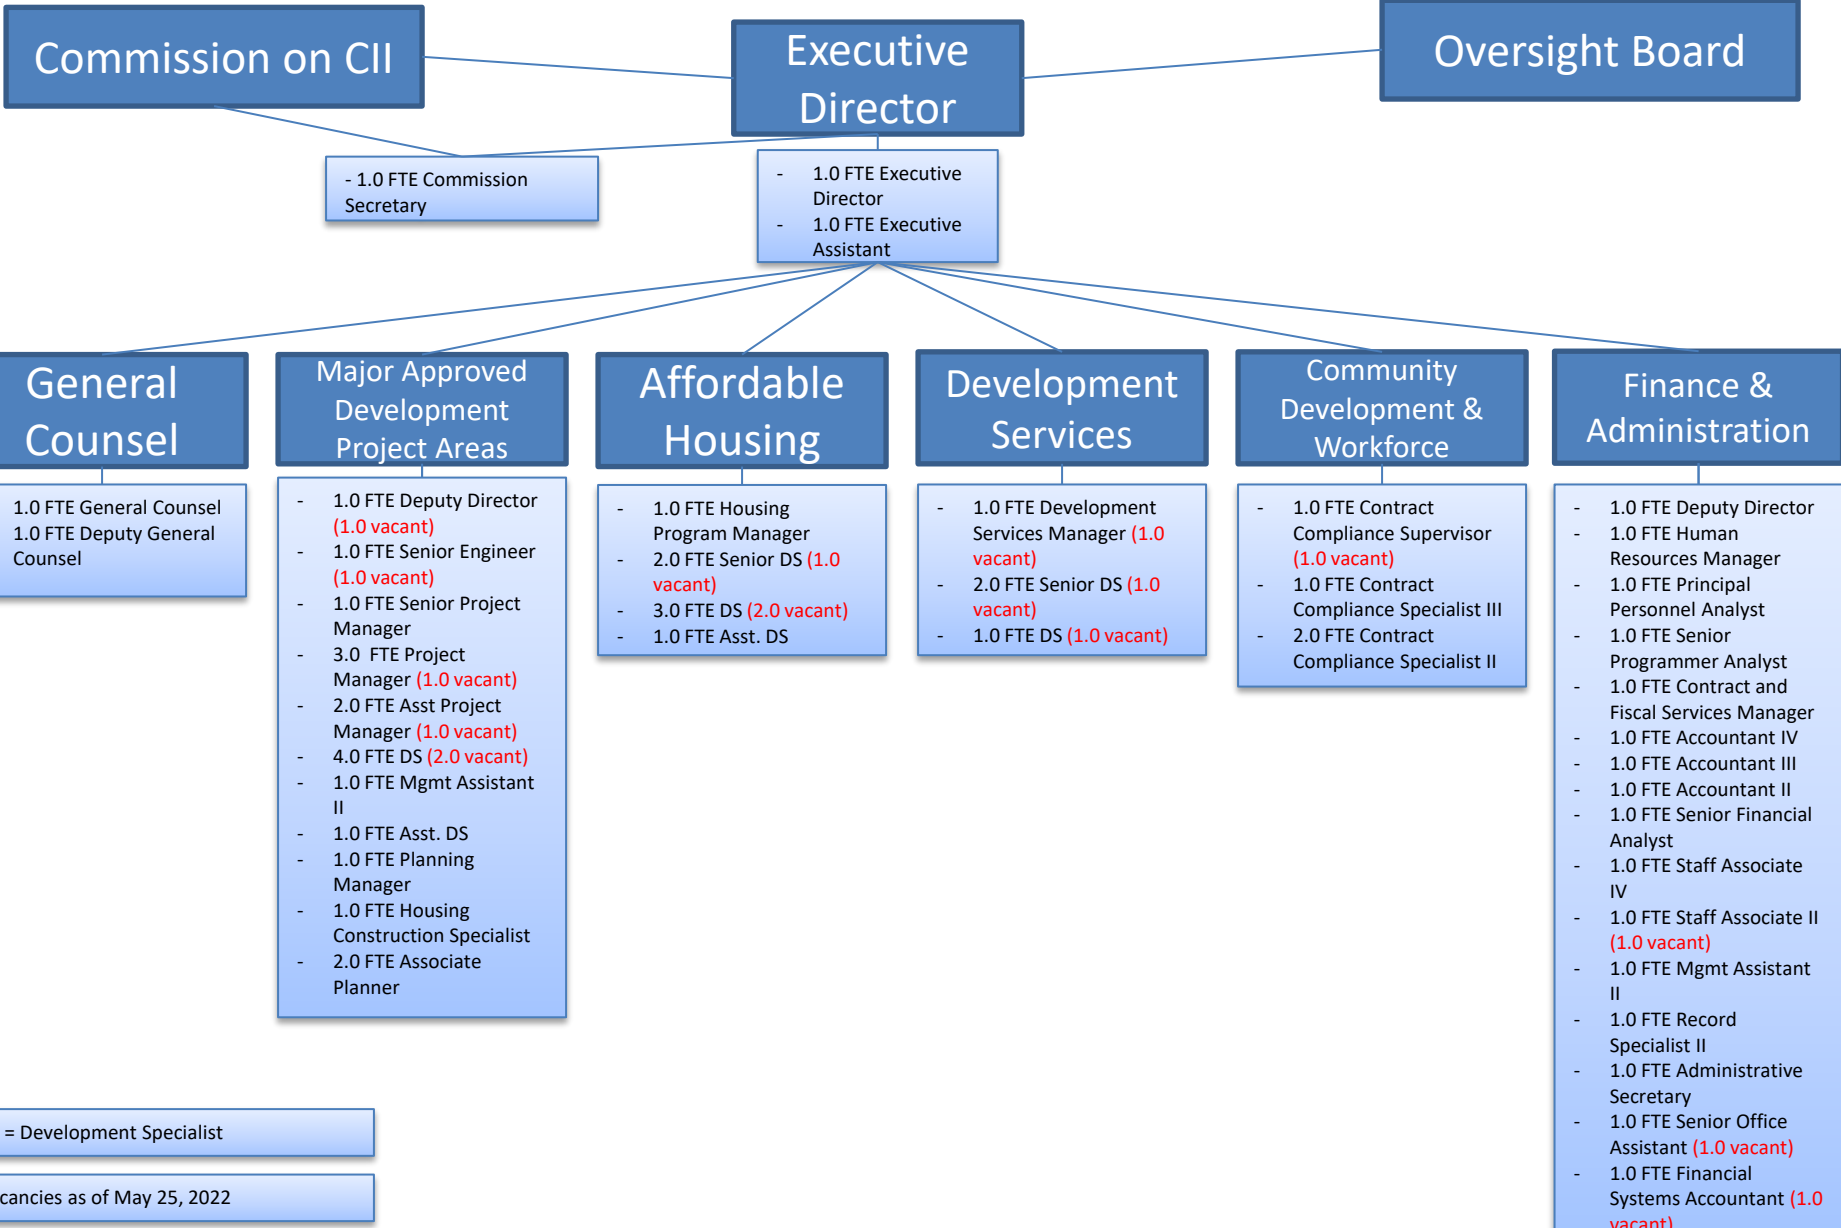 Commission on CII
Executive
Director
Oversight Board
- 1.0 FTE Commission
Secretary
- 1.0 FTE Executive
Director
- 1.0 FTE Executive
Assistant
General
Counsel
1.0 FTE General Counsel
1.0 FTE Deputy General
Counsel
Major Approved
Development
Project Areas
- 1.0 FTE Deputy Director
(1.0 vacant)
- 1.0 FTE Senior Engineer
(1.0 vacant)
- 1.0 FTE Senior Project
Manager
- 3.0 FTE Project
Manager (1.0 vacant)
- 2.0 FTE Asst Project
Manager (1.0 vacant)
- 4.0 FTE DS (2.0 vacant)
- 1.0 FTE Mgmt Assistant
II
- 1.0 FTE Asst. DS
- 1.0 FTE Planning
Manager
- 1.0 FTE Housing
Construction Specialist
- 2.0 FTE Associate
Planner
Affordable
Housing
- 1.0 FTE Housing
Program Manager
- 2.0 FTE Senior DS (1.0
vacant)
- 3.0 FTE DS (2.0 vacant)
- 1.0 FTE Asst. DS
Development
Services
- 1.0 FTE Development
Services Manager (1.0
vacant)
- 2.0 FTE Senior DS (1.0
vacant)
- 1.0 FTE DS (1.0 vacant)
Community
Development &
Workforce
- 1.0 FTE Contract
Compliance Supervisor
(1.0 vacant)
- 1.0 FTE Contract
Compliance Specialist III
- 2.0 FTE Contract
Compliance Specialist II
Finance &
Administration
- 1.0 FTE Deputy Director
- 1.0 FTE Human
Resources Manager
- 1.0 FTE Principal
Personnel Analyst
- 1.0 FTE Senior
Programmer Analyst
- 1.0 FTE Contract and
Fiscal Services Manager
- 1.0 FTE Accountant IV
- 1.0 FTE Accountant III
- 1.0 FTE Accountant II
- 1.0 FTE Senior Financial
Analyst
- 1.0 FTE Staff Associate
IV
- 1.0 FTE Staff Associate II
(1.0 vacant)
- 1.0 FTE Mgmt Assistant
II
- 1.0 FTE Record
Specialist II
- 1.0 FTE Administrative
Secretary
- 1.0 FTE Senior Office
Assistant (1.0 vacant)
- 1.0 FTE Financial
Systems Accountant (1.0
vacant)
= Development Specialist
cancies as of May 25, 2022